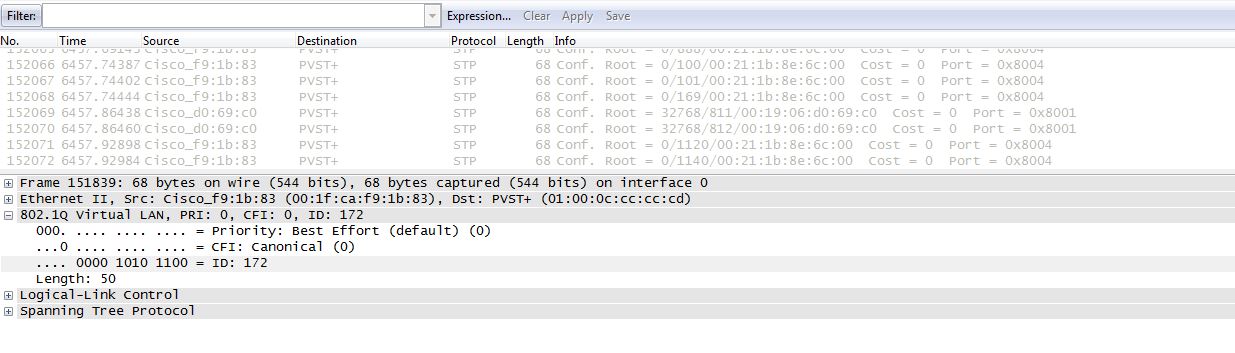 Filter: Expression... Clear Apply Save
No. Time Source Destination Protocol Length Info
152065 6457.69145 Cisco_f9:1b:83 PVST+ STP 68 Conf. Root = 0/888/00:21:1b:8e:6c:00 Cost = 0 Port = 0x8004
152066 6457.74387 Cisco_f9:1b:83 PVST+ STP 68 Conf. Root = 0/100/00:21:1b:8e:6c:00 Cost = 0 Port = 0x8004
152067 6457.74402 Cisco_f9:1b:83 PVST+ STP 68 Conf. Root = 0/101/00:21:1b:8e:6c:00 Cost = 0 Port = 0x8004
152068 6457.74444 Cisco_f9:1b:83 PVST+ STP 68 Conf. Root = 0/169/00:21:1b:8e:6c:00 Cost = 0 Port = 0x8004
152069 6457.86438 Cisco_d0:69:c0 PVST+ STP 68 Conf. Root = 32768/811/00:19:06:d0:69:c0 Cost = 0 Port = 0x8001
152070 6457.86460 Cisco_d0:69:c0 PVST+ STP 68 Conf. Root = 32768/812/00:19:06:d0:69:c0 Cost = 0 Port = 0x8001
152071 6457.92898 Cisco_f9:1b:83 PVST+ STP 68 Conf. Root = 0/1120/00:21:1b:8e:6c:00 Cost = 0 Port = 0x8004
152072 6457.92984 Cisco_f9:1b:83 PVST+ STP 68 Conf. Root = 0/1140/00:21:1b:8e:6c:00 Cost = 0 Port = 0x8004
Frame 151839: 68 bytes on wire (544 bits), 68 bytes captured (544 bits) on interface 0
Ethernet II, Src: Cisco_f9:1b:83 (00:1f:ca:f9:1b:83), Dst: PVST+ (01:00:0c:cc:cc:cd)
802.1Q Virtual LAN, PRI: 0, CFI: 0, ID: 172
000. .... .... .... = Priority: Best Effort (default) (0)
...0 .... .... .... = CFI: Canonical (0)
.... 0000 1010 1100 = ID: 172
Length: 50
Logical-Link Control
Spanning Tree Protocol